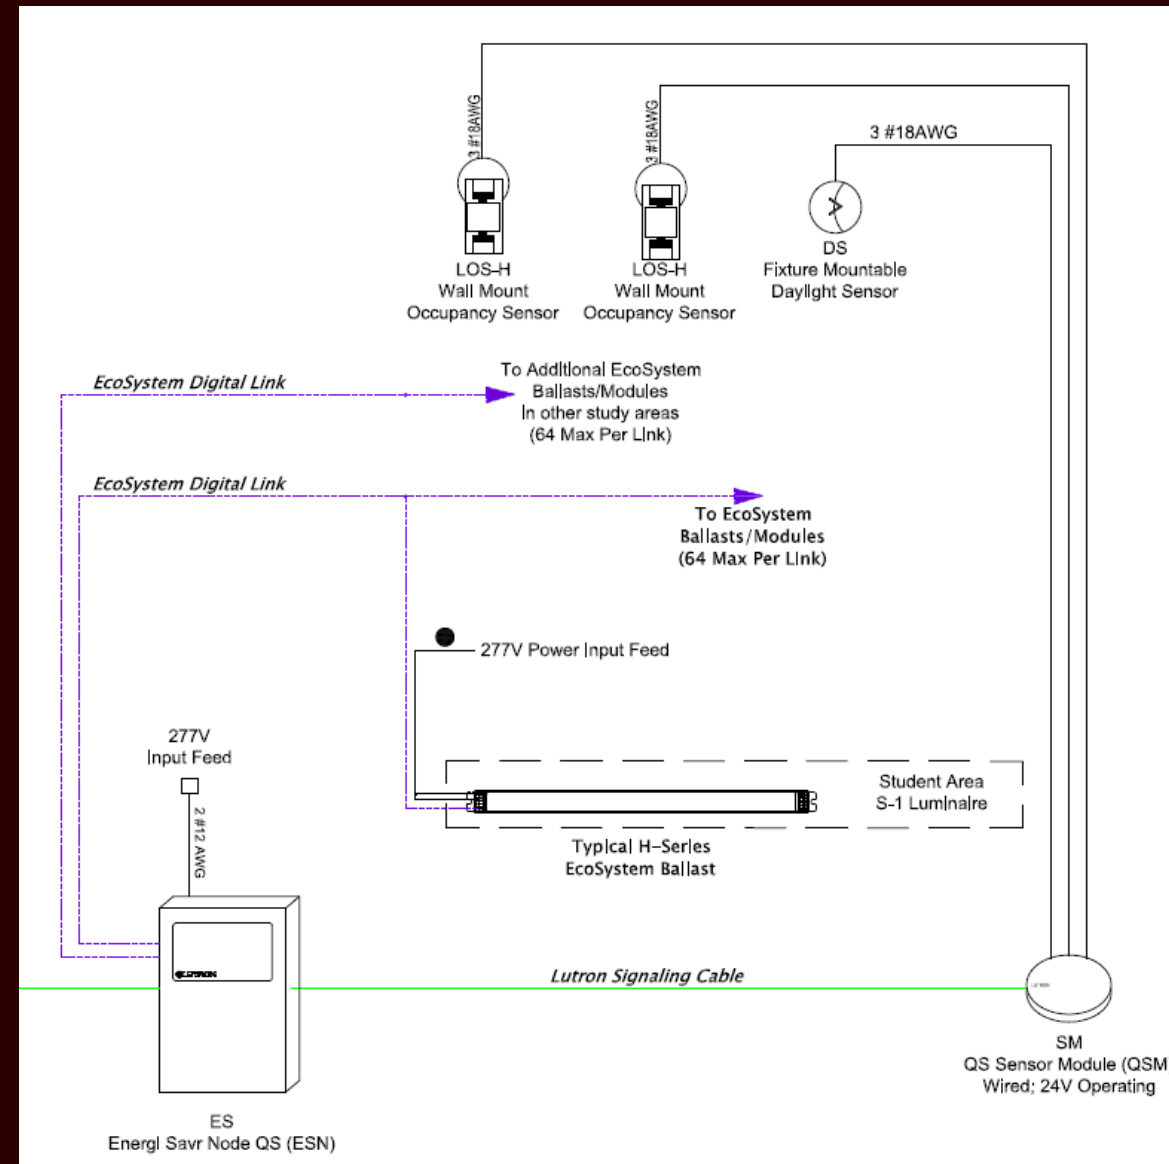 3 #18AWG
3 #18AWG
3 #18AWG
LOS-H
Wall Mount
Occupancy Sensor
LOS-H
Wall Mount
Occupancy Sensor
DS
Fixture Mountable
Daylight Sensor
EcoSystem Digital Link
To Additional EcoSystem
Ballasts/Modules
In other study areas
(64 Max Per Link)
EcoSystem Digital Link
To EcoSystem
Ballasts/Modules
(64 Max Per Link)
277V Power Input Feed
277V
Input Feed
2 #12 AWG
Student Area
S-1 Luminaire
Typical H-Series
EcoSystem Ballast
LUTRON
Lutron Signaling Cable
SM
QS Sensor Module (QSM
Wired; 24V Operating
ES
Energi Savr Node QS (ESN)